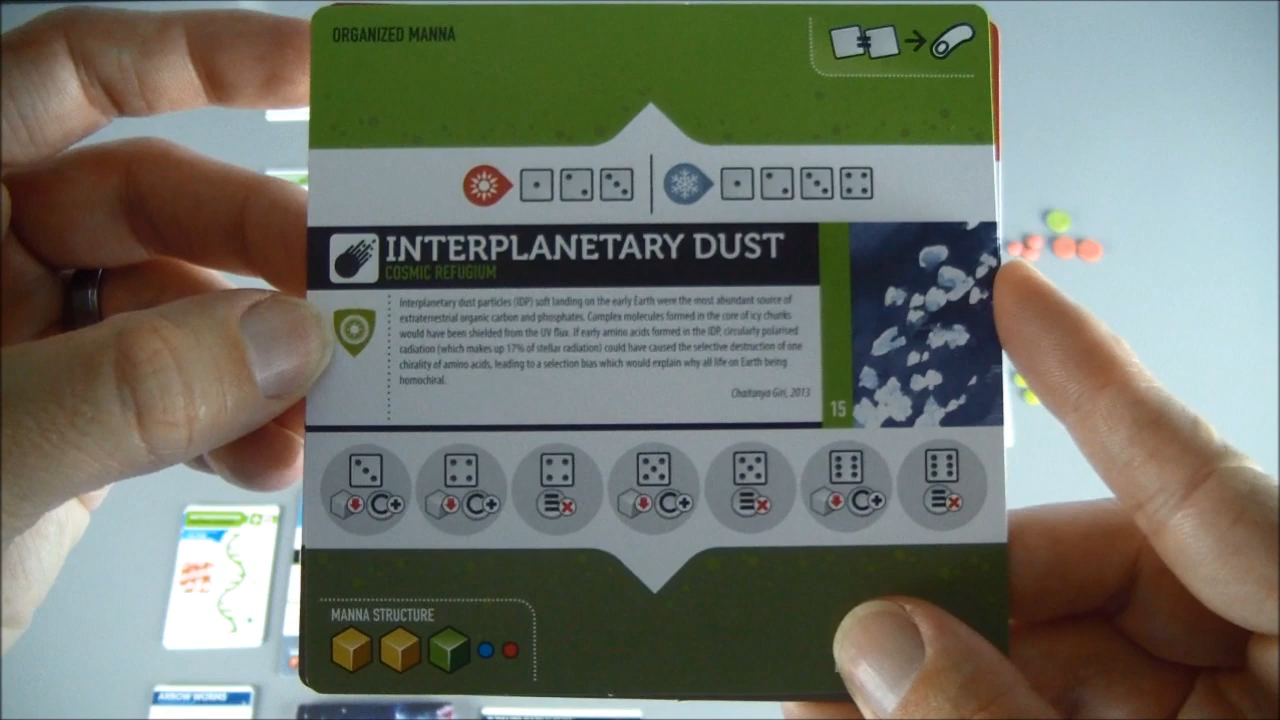 ORGANIZED MANNA
INTERPLANETARY DUST
COSMIC REFUGIUM
Interplanetary dust particles (IDP) soft landing on the early Earth were the most abundant source of
extraterrestrial organic carbon and phosphates. Complex molecules formed in the core of icy chunks
would have been shielded from the UV flux. If early amino acids formed in the IDP, circularly polarised
radiation (which makes up 17% of stellar radiation) could have caused the selective destruction of one
chirality of amino acids, leading to a selection bias which would explain why all life on Earth being
homochiral.
Chaitanya Giri, 2013
15
MANNA STRUCTURE
ARROW WORMS